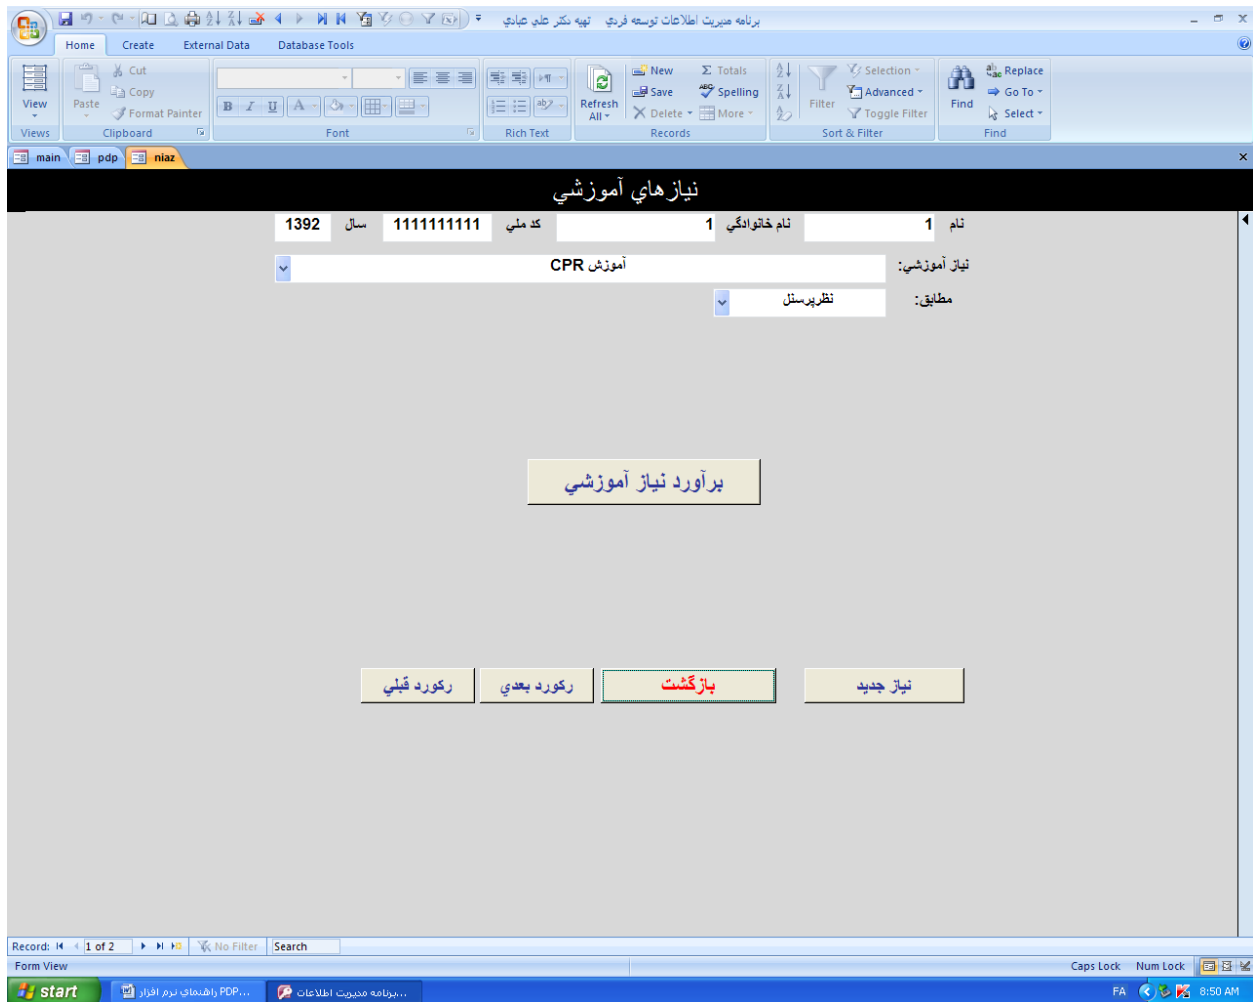 برنامه مديريت اطلاعات توسعه فردي    تهيه دكتر علي عبادي
Home Create External Data Database Tools
View
Views
Paste
Cut
Copy
Format Painter
Clipboard
B I U
Font
Rich Text
Refresh All
New
Save
Delete
Totals
Spelling
More
Records
Filter
Selection
Advanced
Toggle Filter
Sort & Filter
Find
Replace
Go To
Select
Find
main pdp niaz
نيازهاي آموزشي
نام 1 نام خانوادگي 1 كد ملي 1111111111 سال 1392
نياز آموزشي: آموزش CPR
مطابق: نظرپرسنل
برآورد نياز آموزشي
نياز جديد بازگشت ركورد بعدي ركورد قبلي
Record: 1 of 2 No Filter Search
Form View Caps Lock Num Lock
start راهنماي نرم افزار PDP... برنامه مديريت اطلاعات... FA 8:50 AM